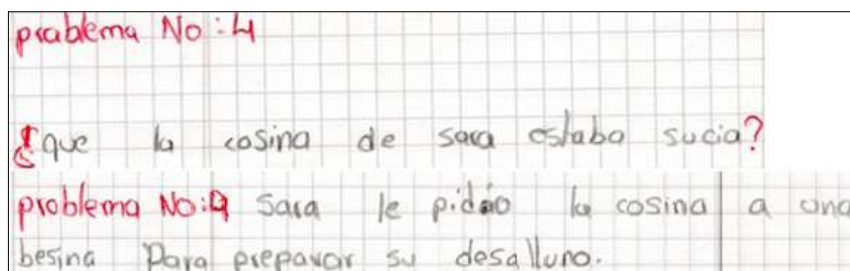 problema No:4
¿que la cosina de sara estaba sucia?
problema No:4 Sara le pidio la cosina a una
besina Para preparar su desalluno.